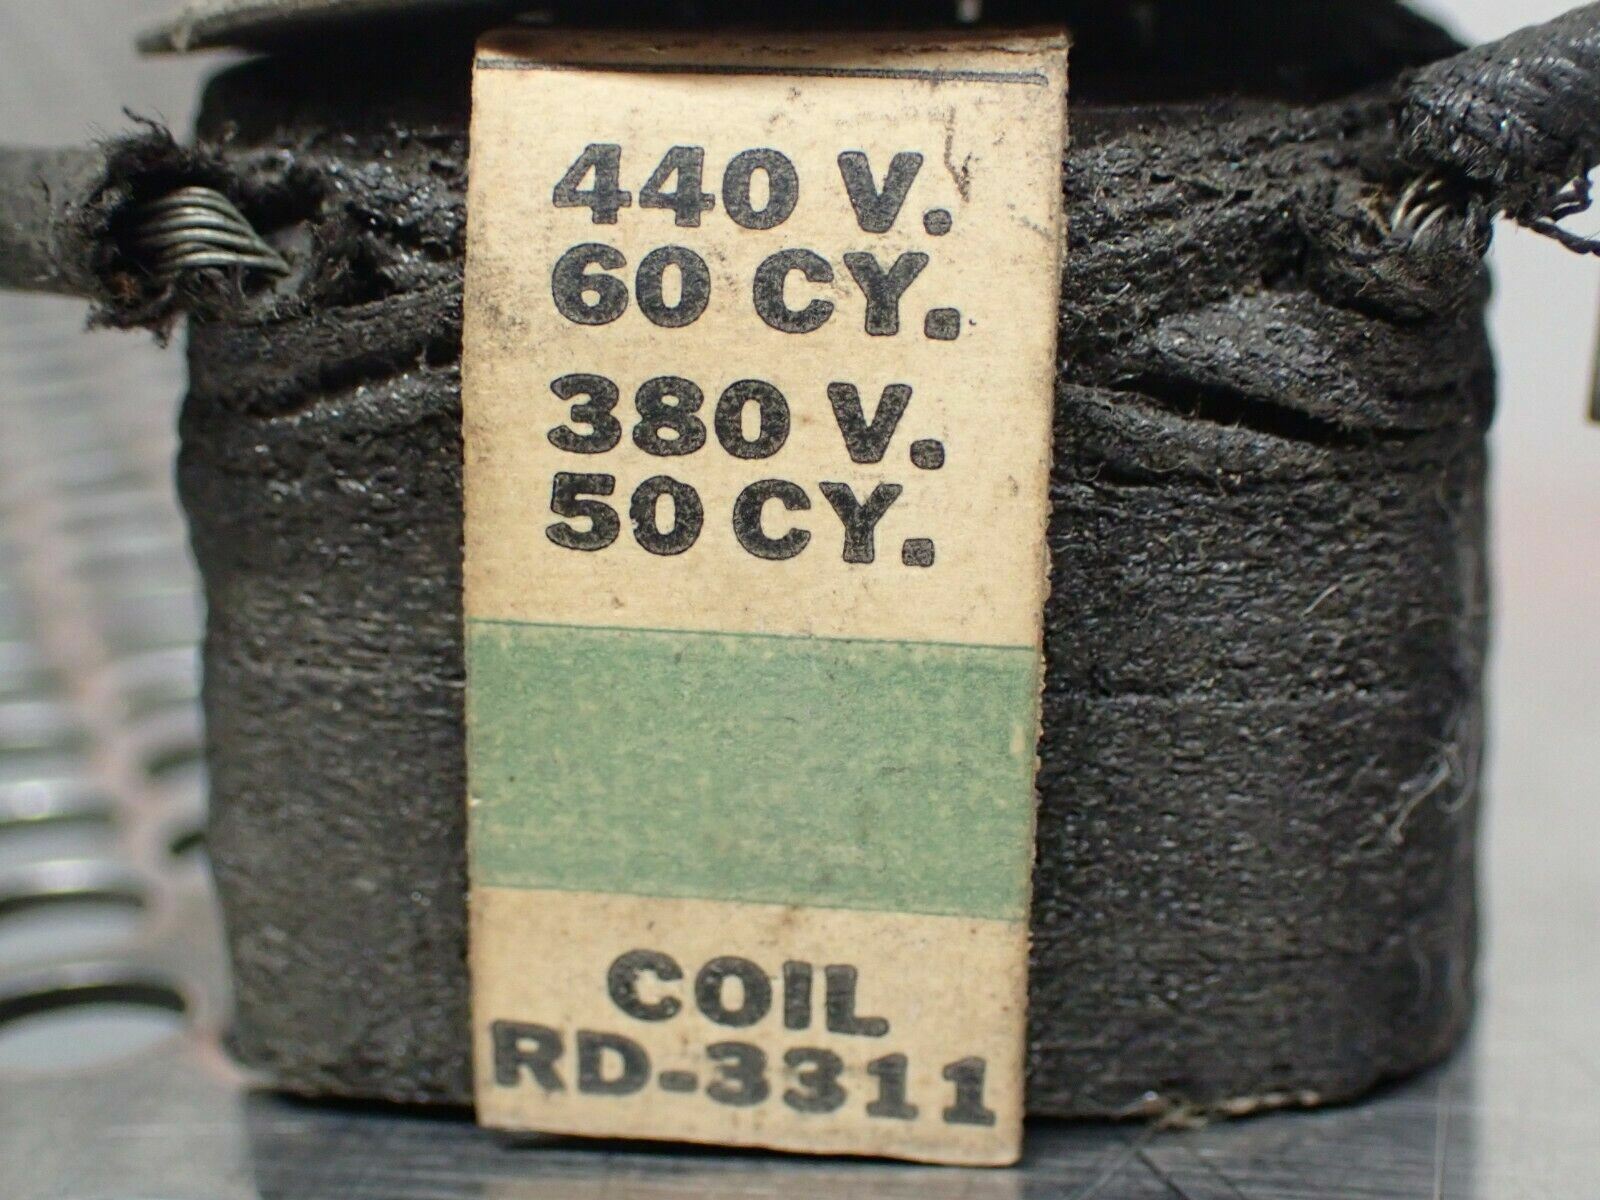 440 V.
60 CY.
380 V.
50 CY.
COIL
RD-3311